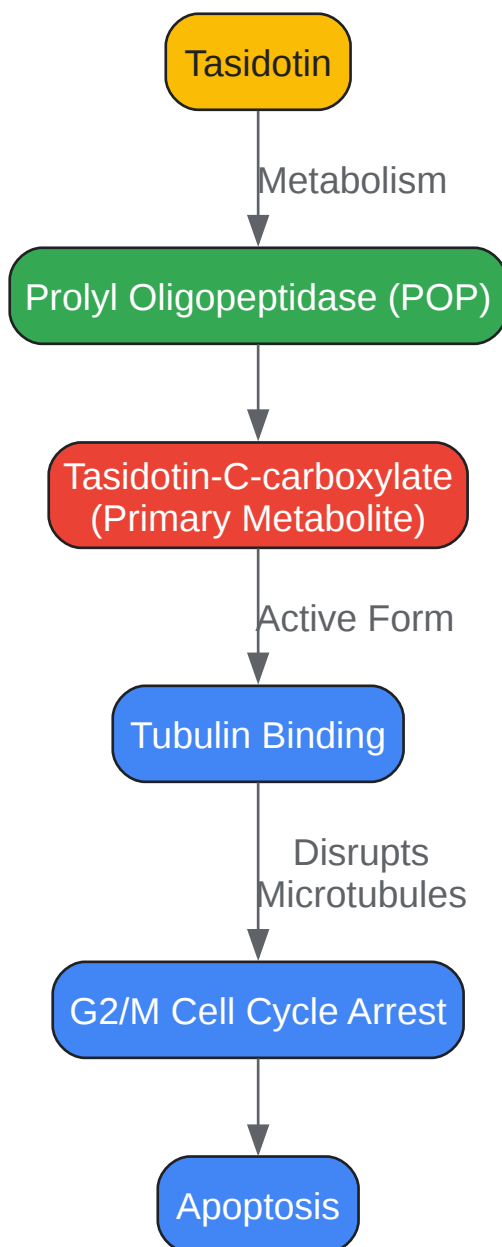 Tasidotin
Metabolism
Prolyl Oligopeptidase (POP)
Tasidotin-C-carboxylate
(Primary Metabolite)
Active Form
Tubulin Binding
Disrupts
Microtubules
G2/M Cell Cycle Arrest
Apoptosis